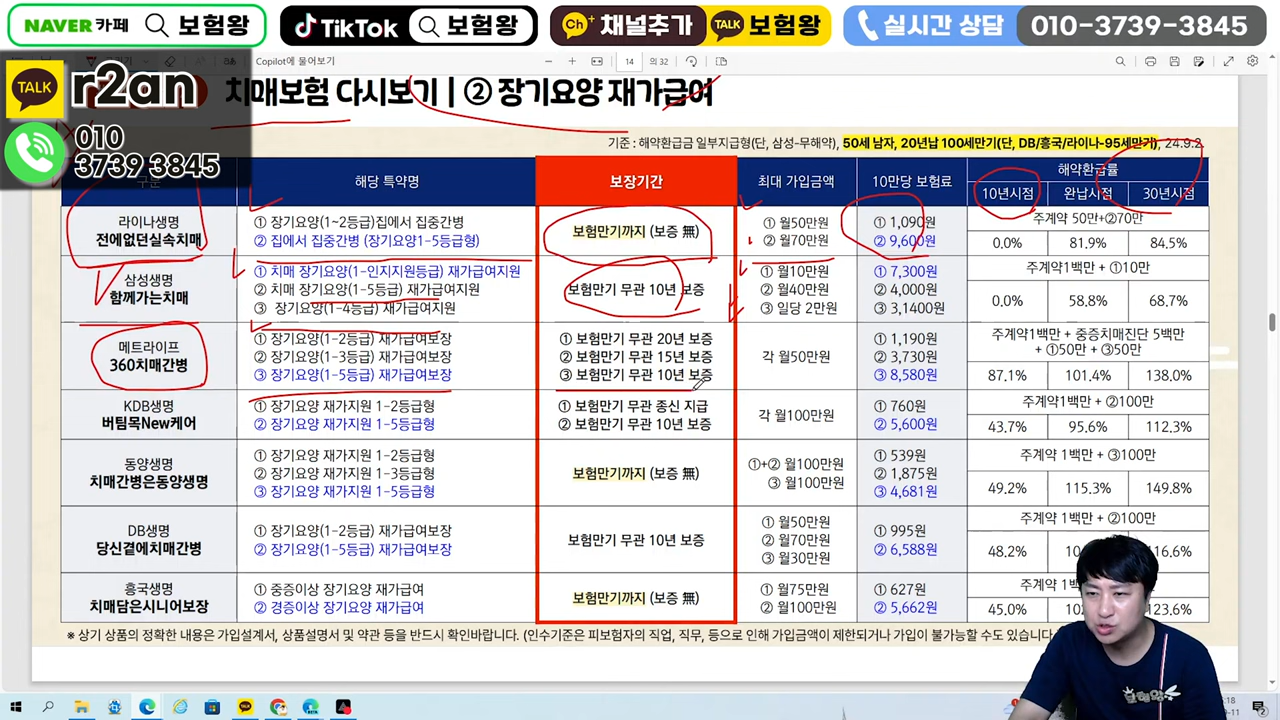 NAVER 카페 보험왕 TikTok 보험왕 Ch+ 채널추가 TALK 보험왕 실시간 상담 010-3739-3845
Copilot에 물어보기 14 의 32
TALK r2an
010
3739 3845
치매보험 다시보기 | ② 장기요양 재가급여
기준 : 해약환급금 일부지급형(단, 삼성-무해약), 50세 남자, 20년납 100세만기(단, DB/흥국/라이나-95세만기), 24.9.2
해당 특약명 보장기간 최대 가입금액 10만당 보험료 해약환급률
10년시점 완납시점 30년시점
라이나생명
전에없던실속치매
① 장기요양(1~2등급)집에서 집중간병
② 집에서 집중간병 (장기요양1-5등급형)
보험만기까지 (보증 無)
① 월50만원
② 월70만원
① 1,090원
② 9,600원
주계약 50만+②70만
0.0% 81.9% 84.5%
삼성생명
함께가는치매
① 치매 장기요양(1-인지지원등급) 재가급여지원
② 치매 장기요양(1-5등급) 재가급여지원
③ 장기요양(1-4등급) 재가급여지원
보험만기 무관 10년 보증
① 월10만원
② 월40만원
③ 일당 2만원
① 7,300원
② 4,000원
③ 3,1400원
주계약1백만 + ①10만
0.0% 58.8% 68.7%
메트라이프
360치매간병
① 장기요양(1-2등급) 재가급여보장
② 장기요양(1-3등급) 재가급여보장
③ 장기요양(1-5등급) 재가급여보장
① 보험만기 무관 20년 보증
② 보험만기 무관 15년 보증
③ 보험만기 무관 10년 보증
각 월50만원
① 1,190원
② 3,730원
③ 8,580원
주계약1백만 + 중증치매진단 5백만
+ ①50만 + ③50만
87.1% 101.4% 138.0%
KDB생명
버팀목New케어
① 장기요양 재가지원 1-2등급형
② 장기요양 재가지원 1-5등급형
① 보험만기 무관 종신 지급
② 보험만기 무관 10년 보증
각 월100만원
① 760원
② 5,600원
주계약1백만 + ②100만
43.7% 95.6% 112.3%
동양생명
치매간병은동양생명
① 장기요양 재가지원 1-2등급형
② 장기요양 재가지원 1-3등급형
③ 장기요양 재가지원 1-5등급형
보험만기까지 (보증 無)
①+② 월100만원
③ 월100만원
① 539원
② 1,875원
③ 4,681원
주계약 1백만 + ③100만
49.2% 115.3% 149.8%
DB생명
당신곁에치매간병
① 장기요양(1-2등급) 재가급여보장
② 장기요양(1-5등급) 재가급여보장
보험만기 무관 10년 보증
① 월50만원
② 월70만원
③ 월30만원
① 995원
② 6,588원
주계약 1백만 + ②100만
48.2% 116.6%
흥국생명
치매담은시니어보장
① 중증이상 장기요양 재가급여
② 경증이상 장기요양 재가급여
보험만기까지 (보증 無)
① 월75만원
② 월100만원
① 627원
② 5,662원
주계약
45.0% 123.6%
※ 상기 상품의 정확한 내용은 가입설계서, 상품설명서 및 약관 등을 반드시 확인바랍니다. (인수기준은 피보험자의 직업, 직무, 등으로 인해 가입금액이 제한되거나 가입이 불가능할 수도 있습니다
보험왕